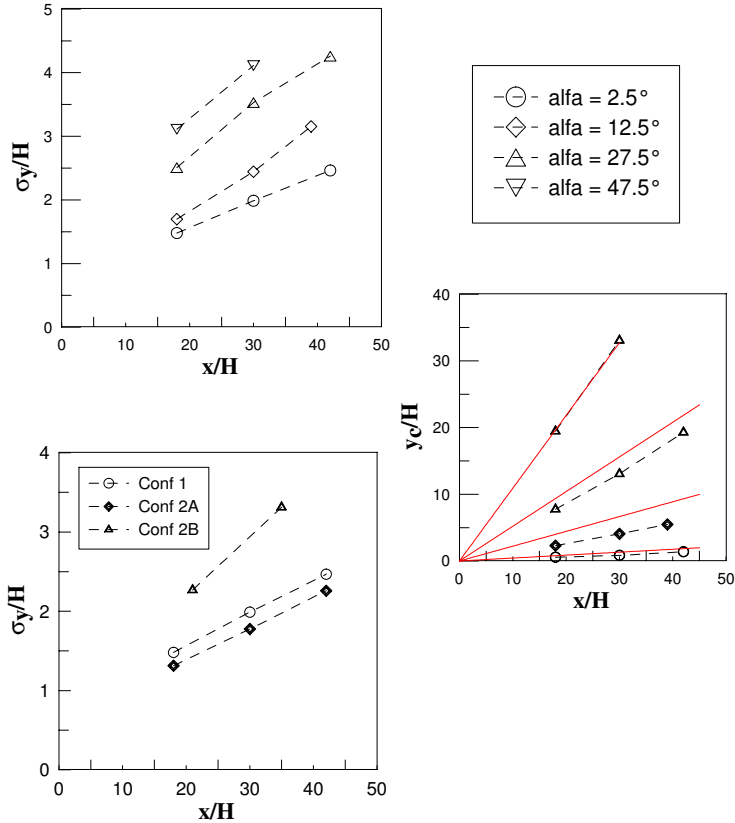 5
4
3
2
1
0
σy/H
0 10 20 30 40 50
x/H
alfa = 2.5°
alfa = 12.5°
alfa = 27.5°
alfa = 47.5°
40
30
20
10
0
yc/H
0 10 20 30 40 50
x/H
4
3
2
1
0
σy/H
Conf 1
Conf 2A
Conf 2B
0 10 20 30 40 50
x/H